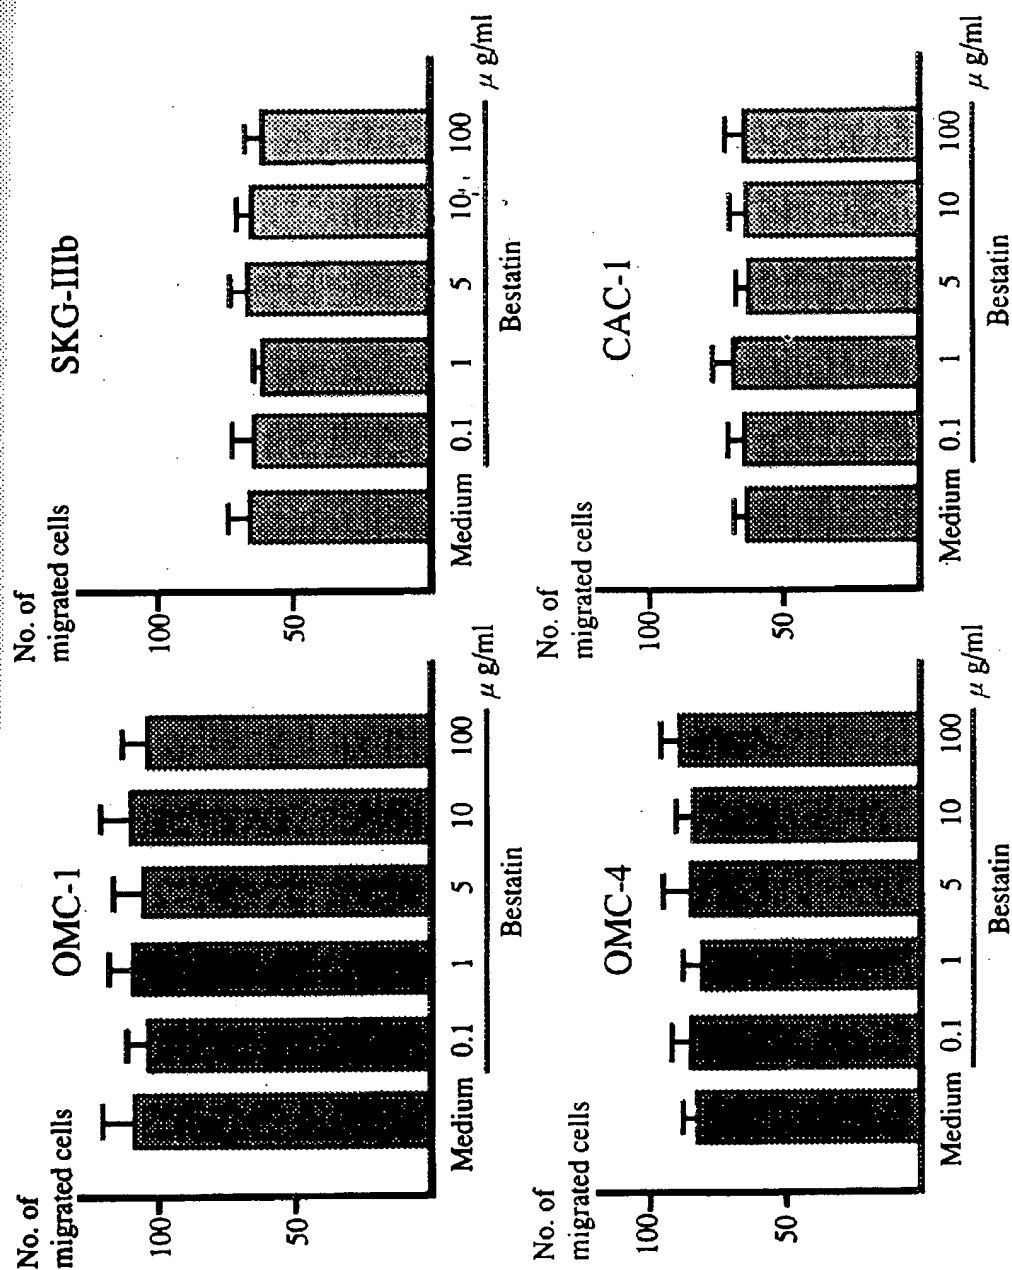 No. of
migrated cells
OMC-1
100
50
Medium 0.1 1 5 10 100 μ g/ml
Bestatin
No. of
migrated cells
SKG-IIIb
100
50
Medium 0.1 1 5 10 100 μ g/ml
Bestatin
No. of
migrated cells
OMC-4
100
50
Medium 0.1 1 5 10 100 μ g/ml
Bestatin
No. of
migrated cells
CAC-1
100
50
Medium 0.1 1 5 10 100 μ g/ml
Bestatin